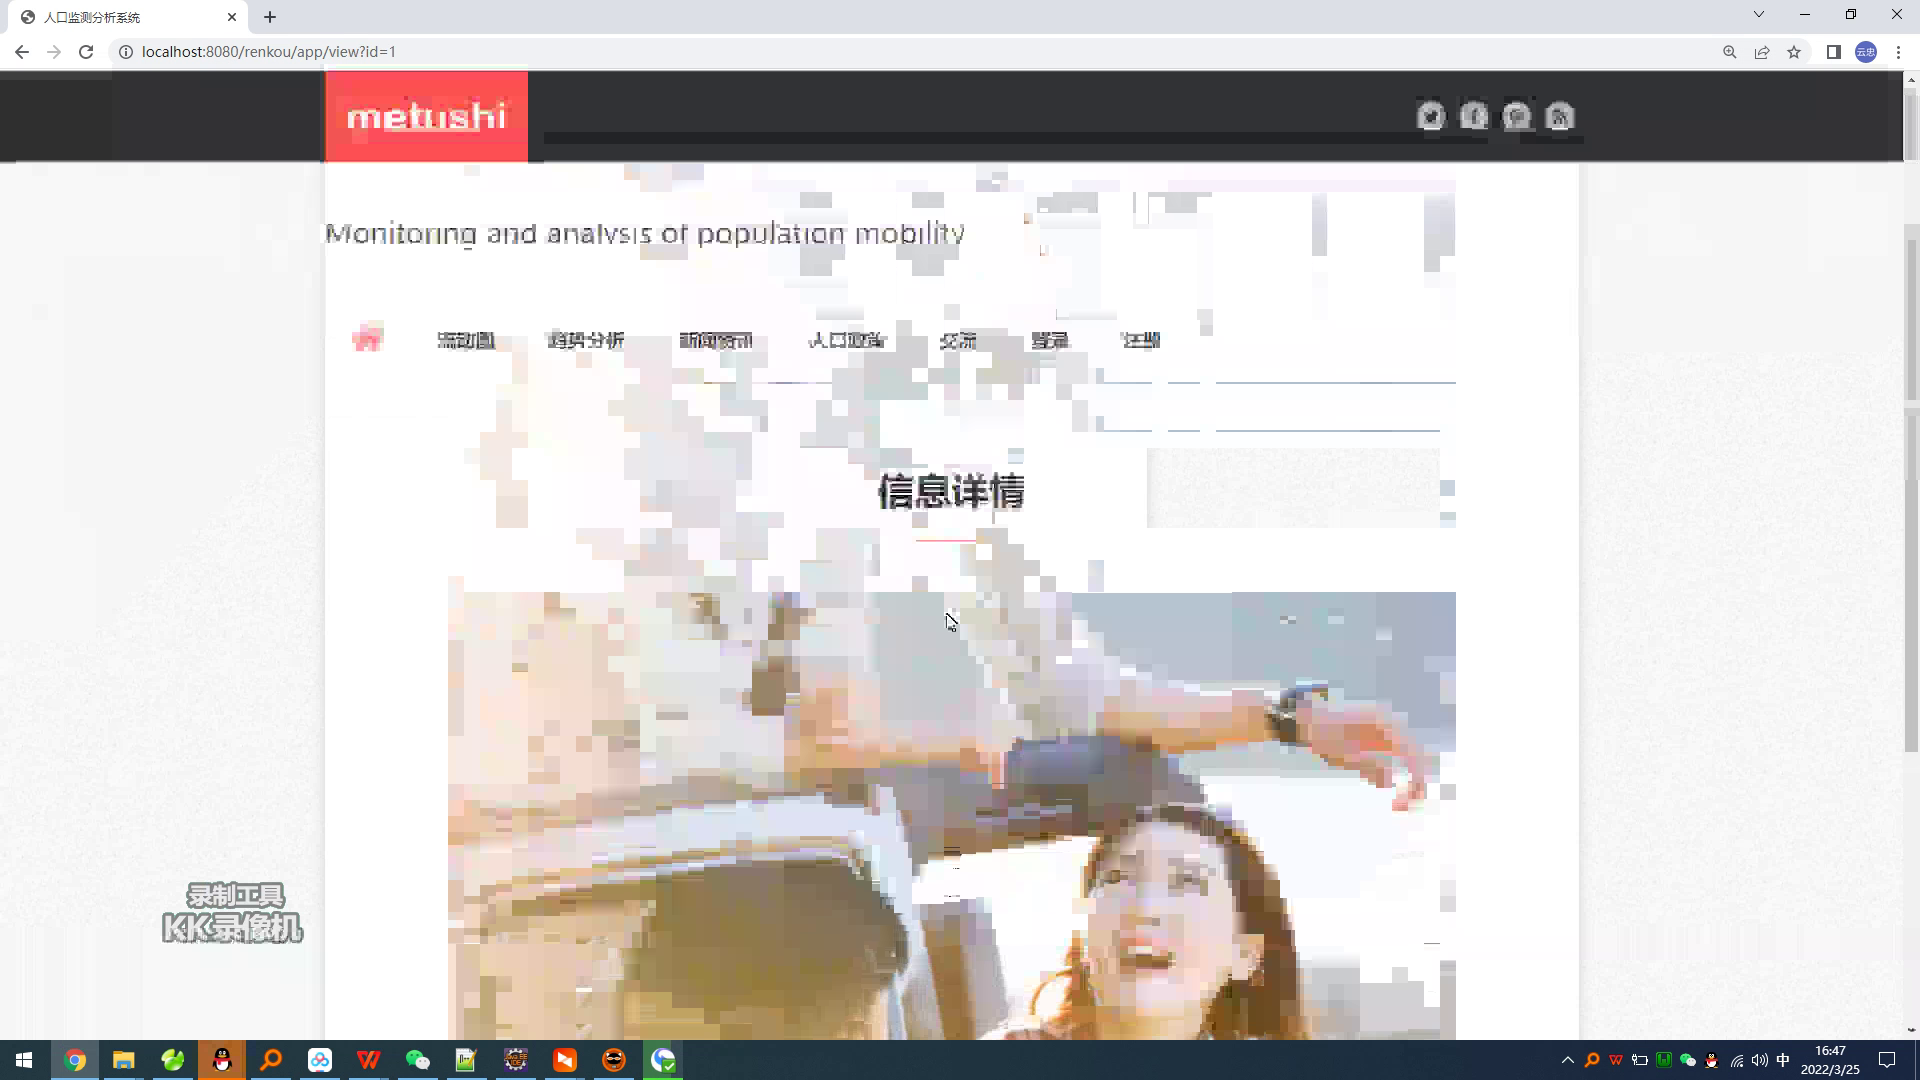 人口监测分析系统
localhost:8080/renkou/app/view?id=1
云忠
metushi
Monitoring and analysis of population mobility
流动图 趋势分析 新闻资讯 人口政策 交流 登录 注册
信息详情
录制工具
KK录像机
中
16:47
2022/3/25